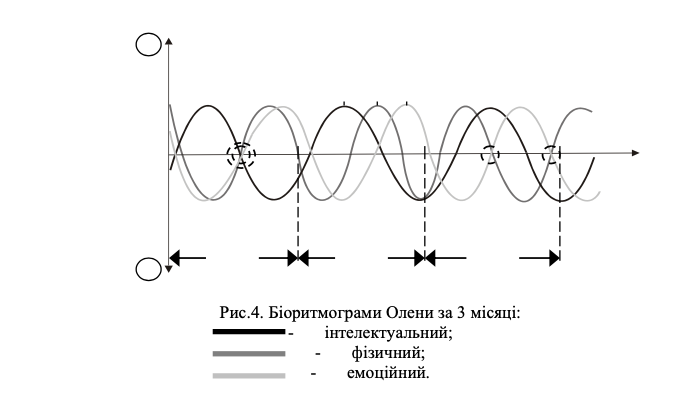 Рис.4. Біоритмограми Олени за 3 місяці:
- інтелектуальний;
- фізичний;
- емоційний.